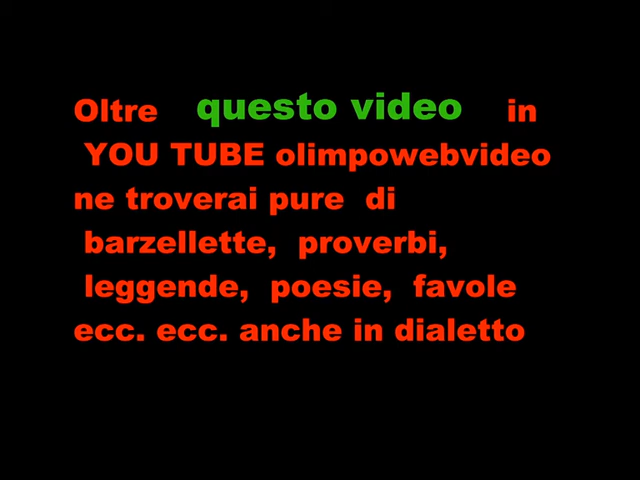 Oltre questo video in
YOU TUBE olimpowebvideo
ne troverai pure di
barzellette, proverbi,
leggende, poesie, favole
ecc. ecc. anche in dialetto